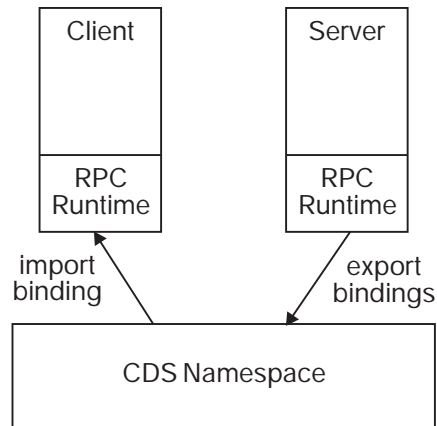 Client
Server
RPC
Runtime
RPC
Runtime
import
binding
export
bindings
CDS Namespace